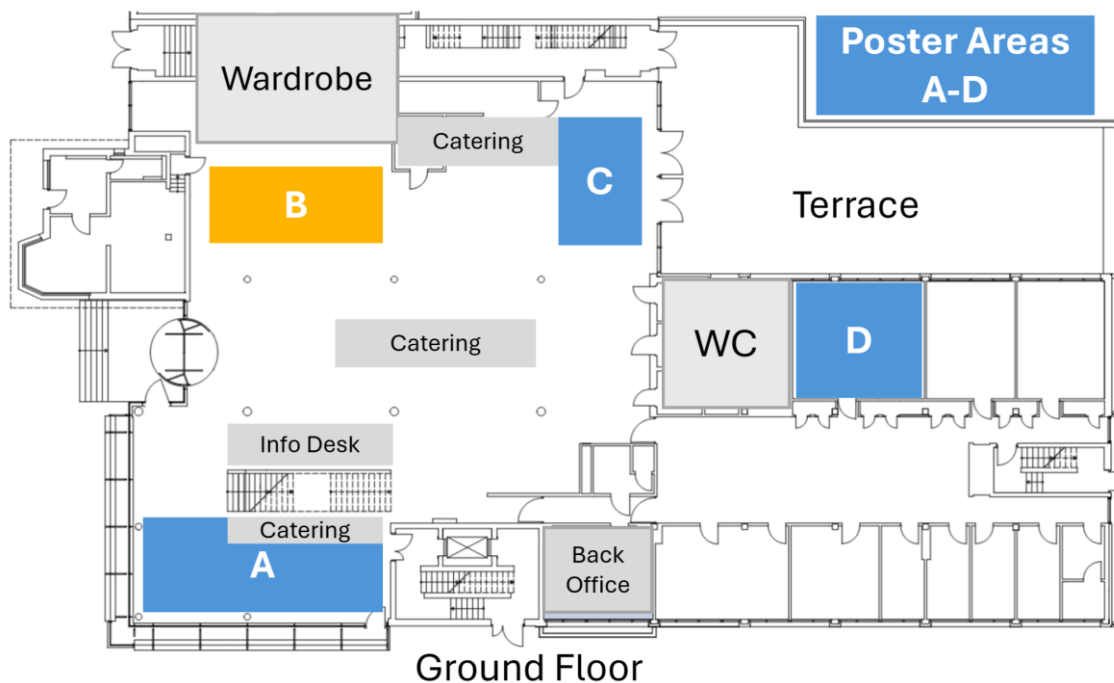 Poster Areas
A-D
Wardrobe
Catering
C
B
Terrace
Catering
WC
D
Info Desk
Catering
A
Back
Office
Ground Floor